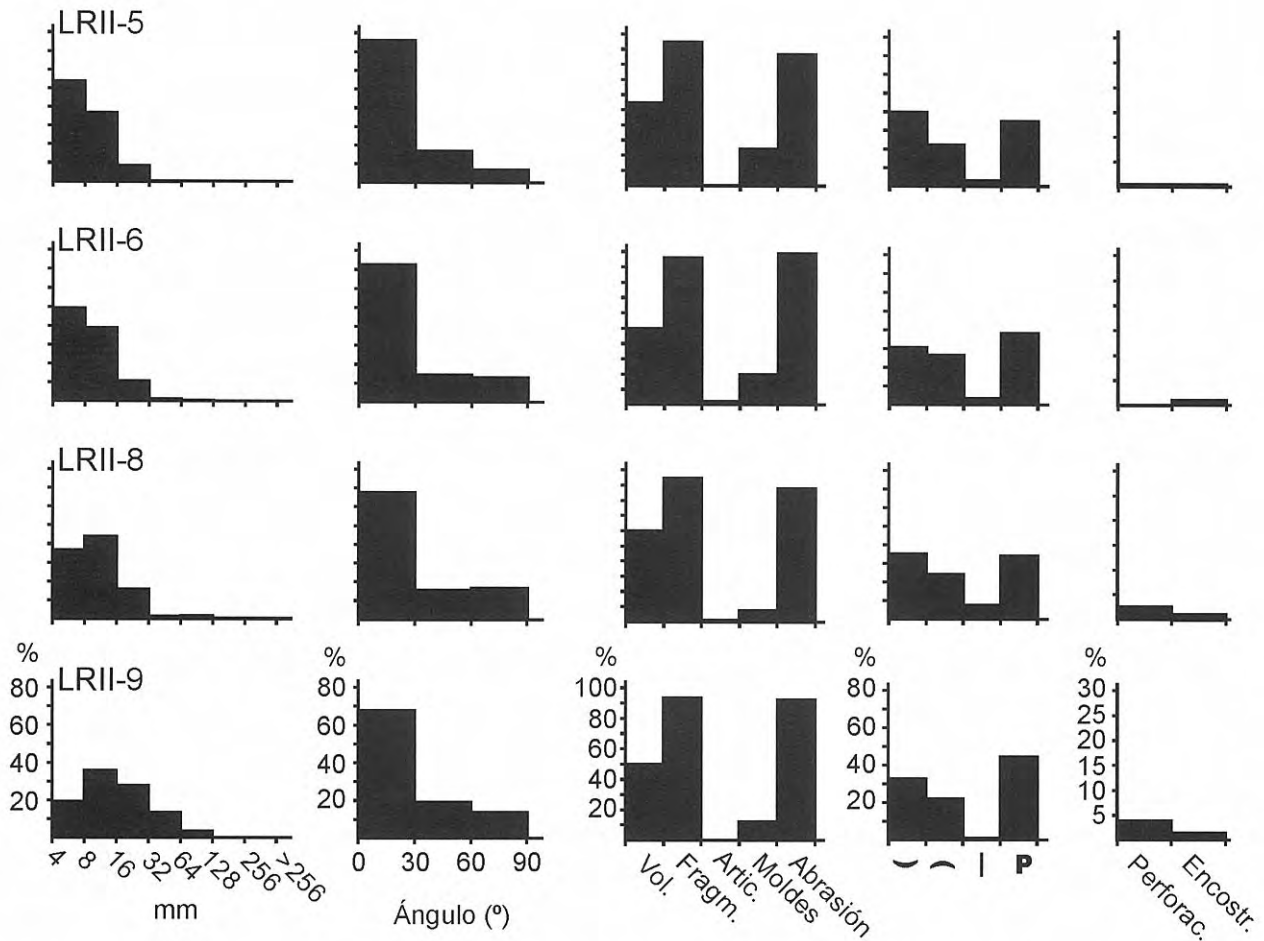 LRII-5
LRII-6
LRII-8
LRII-9
% % % % %
80 80 100 80 30
60 60 80 60 25
40 40 60 40 20
20 20 40 20 15
20 10
5
4 8 16 32 64 128 256 >256
mm
0 30 60 90
Ángulo (º)
Vol. Fragm. Artic. Moldes Abrasión
P
Perforac. Encostr.